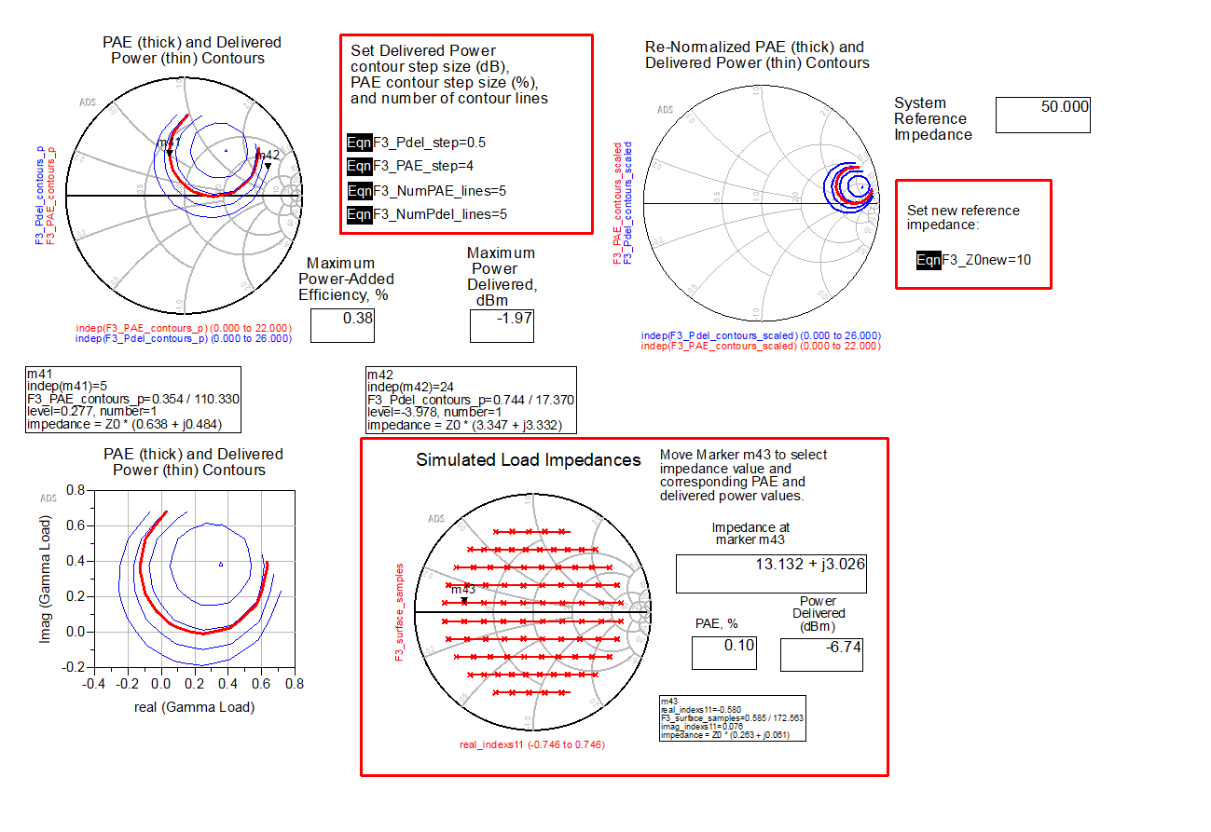 PAE (thick) and Delivered
Power (thin) Contours
ADS
m41
m42
F3_Pdel_contours_p
F3_PAE_contours_p
indep(F3_PAE_contours_p) (0.000 to 22.000)
indep(F3_Pdel_contours_p) (0.000 to 26.000)
Set Delivered Power
contour step size (dB),
PAE contour step size (%),
and number of contour lines
Eqn F3_Pdel_step=0.5
Eqn F3_PAE_step=4
Eqn F3_NumPAE_lines=5
Eqn F3_NumPdel_lines=5
Maximum
Power-Added
Efficiency, %
0.38
Maximum
Power
Delivered,
dBm
-1.97
Re-Normalized PAE (thick) and
Delivered Power (thin) Contours
ADS
F3_PAE_contours_scaled
F3_Pdel_contours_scaled
indep(F3_Pdel_contours_scaled) (0.000 to 26.000)
indep(F3_PAE_contours_scaled) (0.000 to 22.000)
System
Reference
Impedance
50.000
Set new reference
impedance:
Eqn F3_Z0new=10
m41
indep(m41)=5
F3_PAE_contours_p=0.354 / 110.330
level=0.277, number=1
impedance = Z0 * (0.638 + j0.484)
m42
indep(m42)=24
F3_Pdel_contours_p=0.744 / 17.370
level=-3.978, number=1
impedance = Z0 * (3.347 + j3.332)
PAE (thick) and Delivered
Power (thin) Contours
ADS
0.8
0.6
0.4
0.2
0.0
-0.2
-0.4 -0.2 0.0 0.2 0.4 0.6 0.8
Imag (Gamma Load)
real (Gamma Load)
Simulated Load Impedances
ADS
m43
F3_surface_samples
real_indexs11 (-0.746 to 0.746)
Move Marker m43 to select
impedance value and
corresponding PAE and
delivered power values.
Impedance at
marker m43
13.132 + j3.026
PAE, %
0.10
Power
Delivered
(dBm)
-6.74
m43
real_indexs11=-0.580
F3_surface_samples=0.585 / 172.563
imag_indexs11=0.076
impedance = Z0 * (0.263 + j0.061)